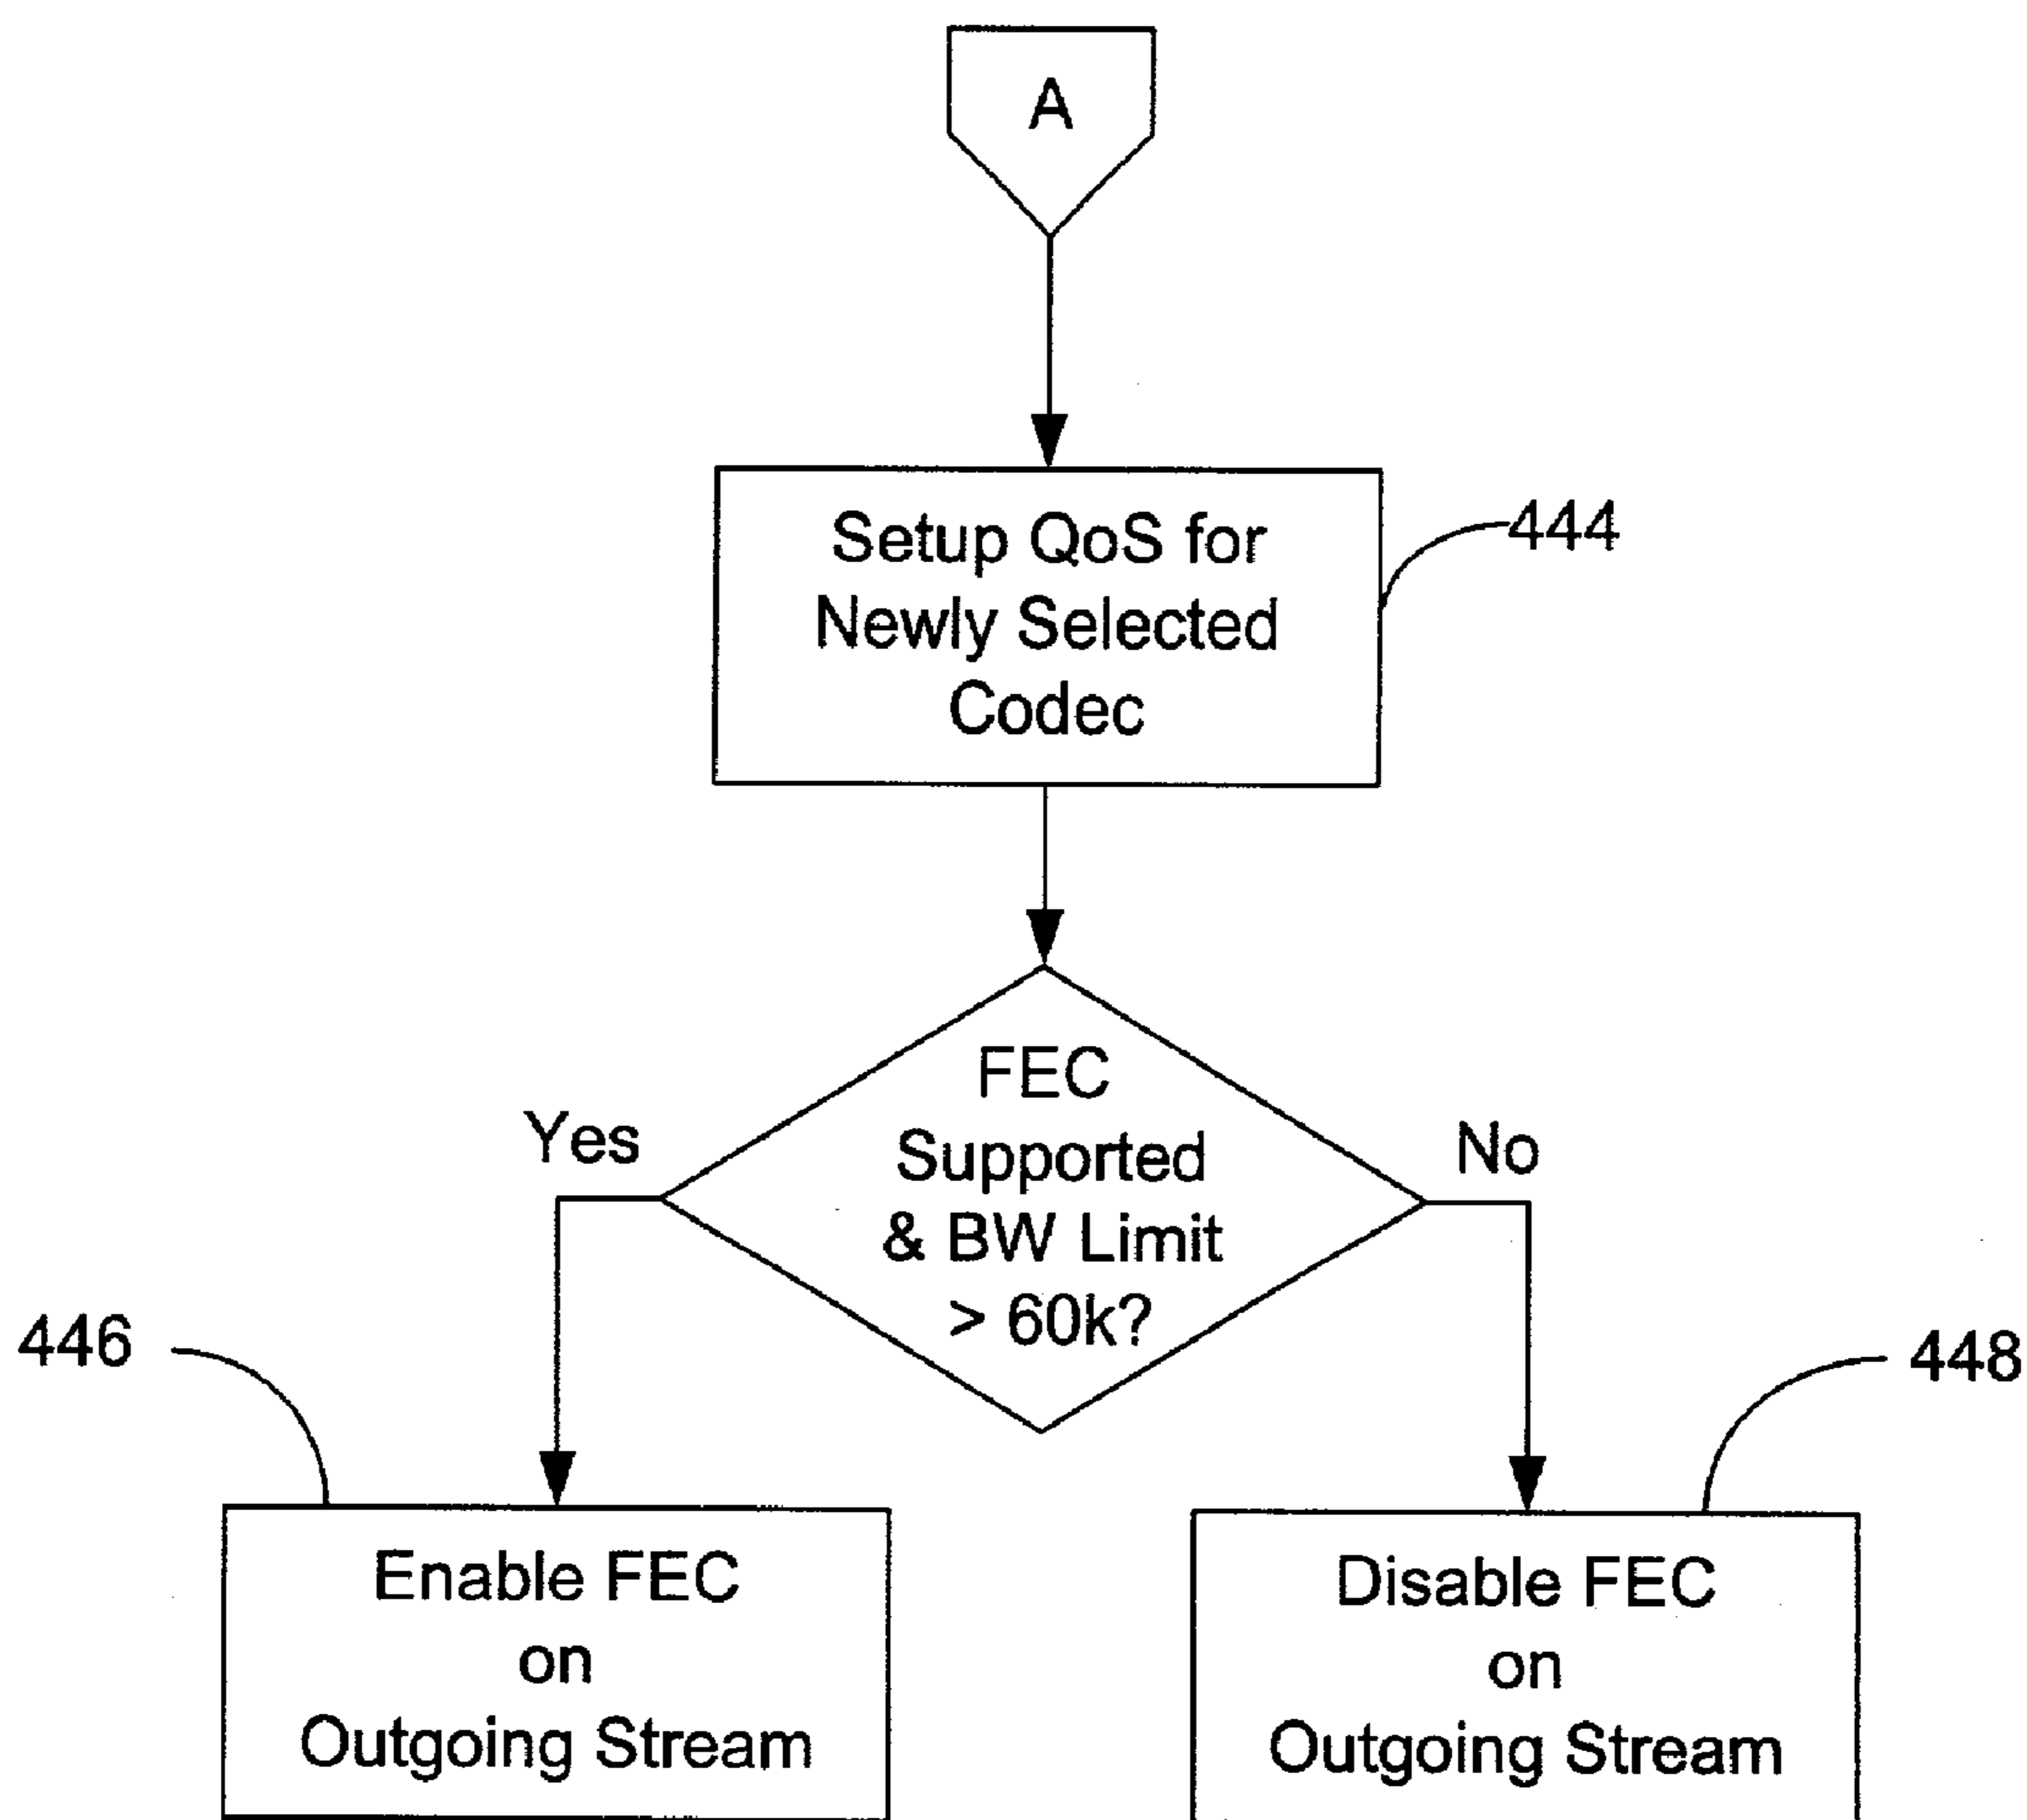 A
Setup QoS for
Newly Selected
Codec
444
FEC
Supported
& BW Limit
> 60k?
Yes
No
446
448
Enable FEC
on
Outgoing Stream
Disable FEC
on
Outgoing Stream